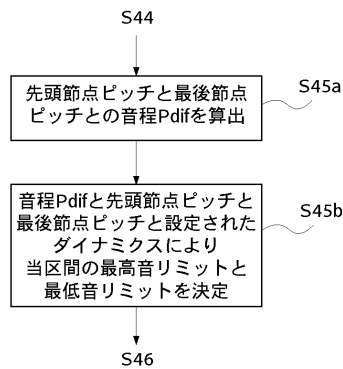 S44
先頭節点ピッチと最後節点
ピッチとの音程Pdifを算出
S45a
音程Pdifと先頭節点ピッチと
最後節点ピッチと設定された
ダイナミクスにより
当区間の最高音リミットと
最低音リミットを決定
S45b
S46